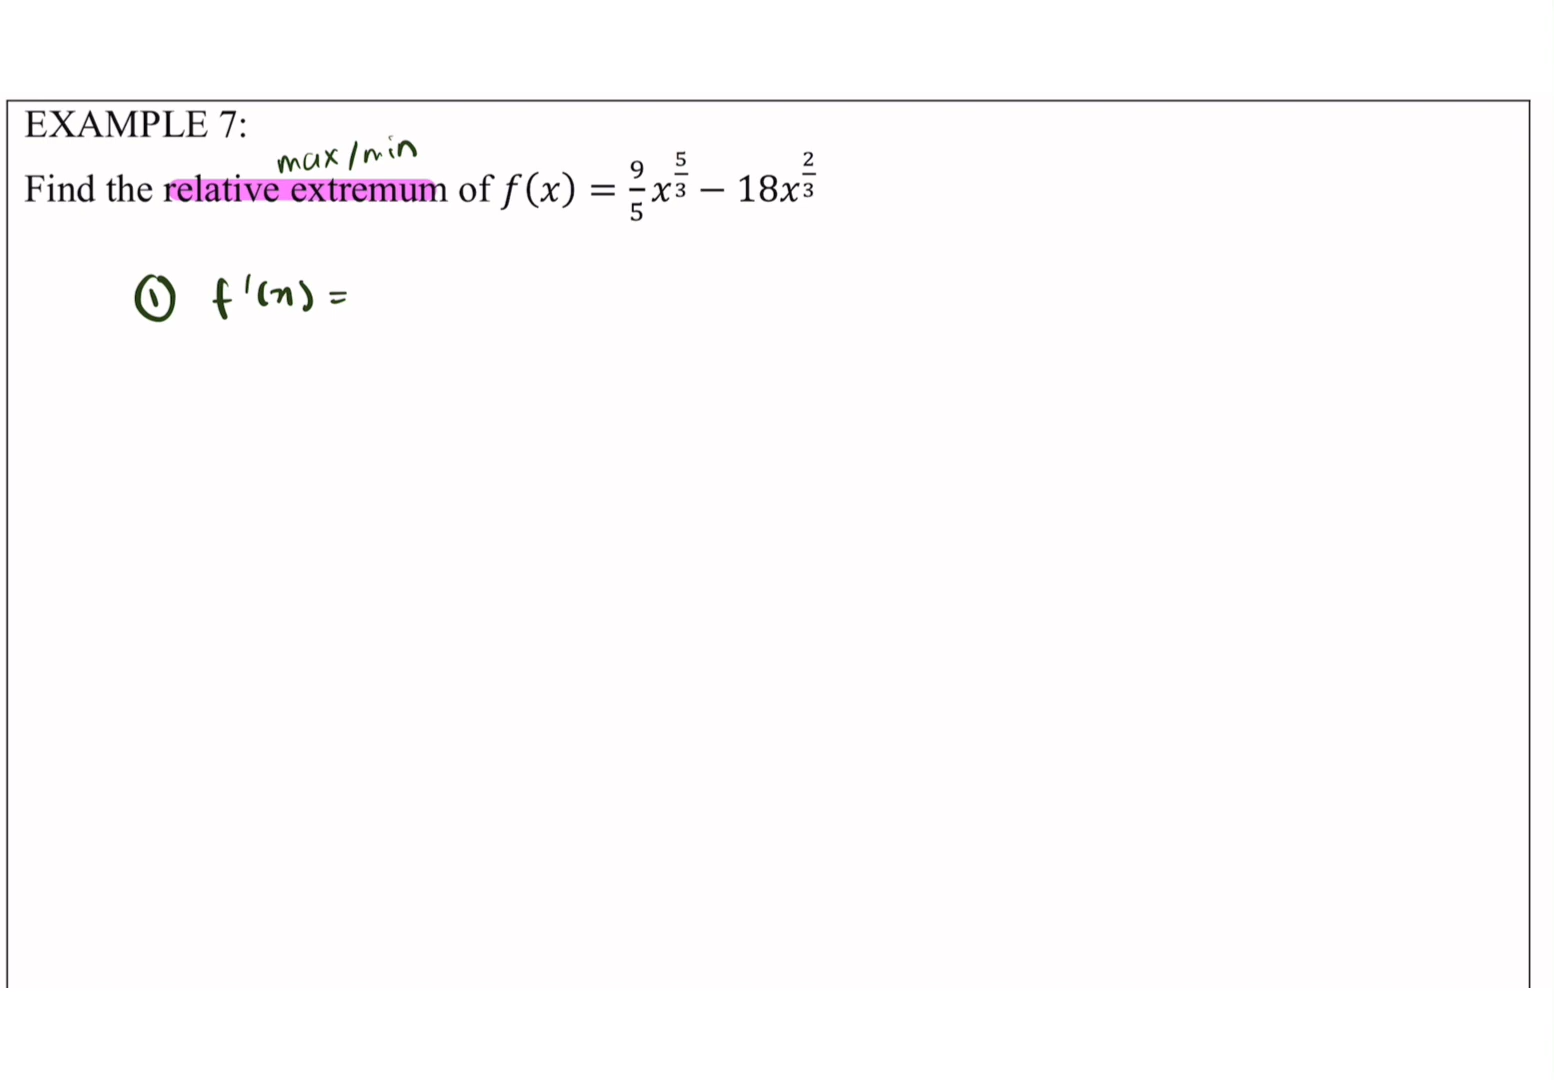 EXAMPLE 7:
max/min
Find the relative extremum of f(x) = 9/5 x^(5/3) − 18x^(2/3)
① f'(x) =